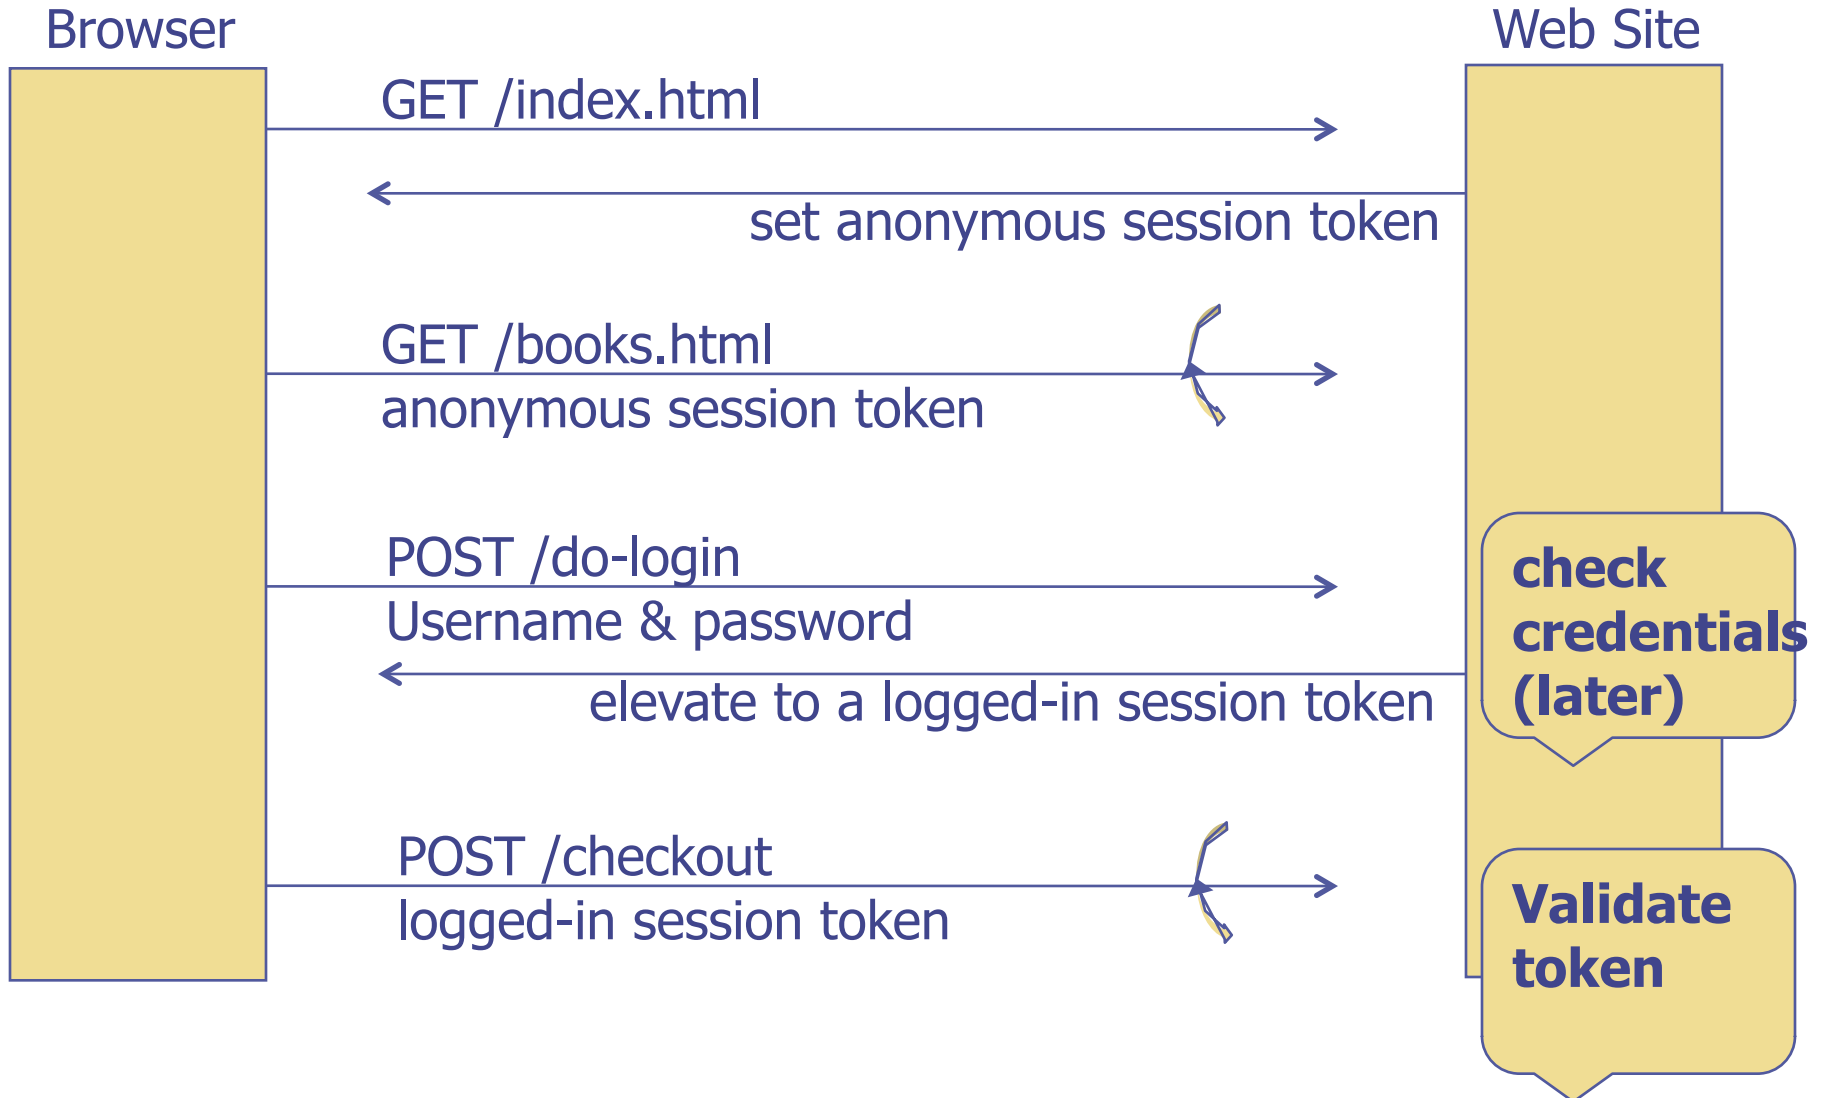 Browser
Web Site
GET /index.html
set anonymous session token
GET /books.html
anonymous session token
POST /do-login
Username & password
check
credentials
(later)
elevate to a logged-in session token
POST /checkout
logged-in session token
Validate
token